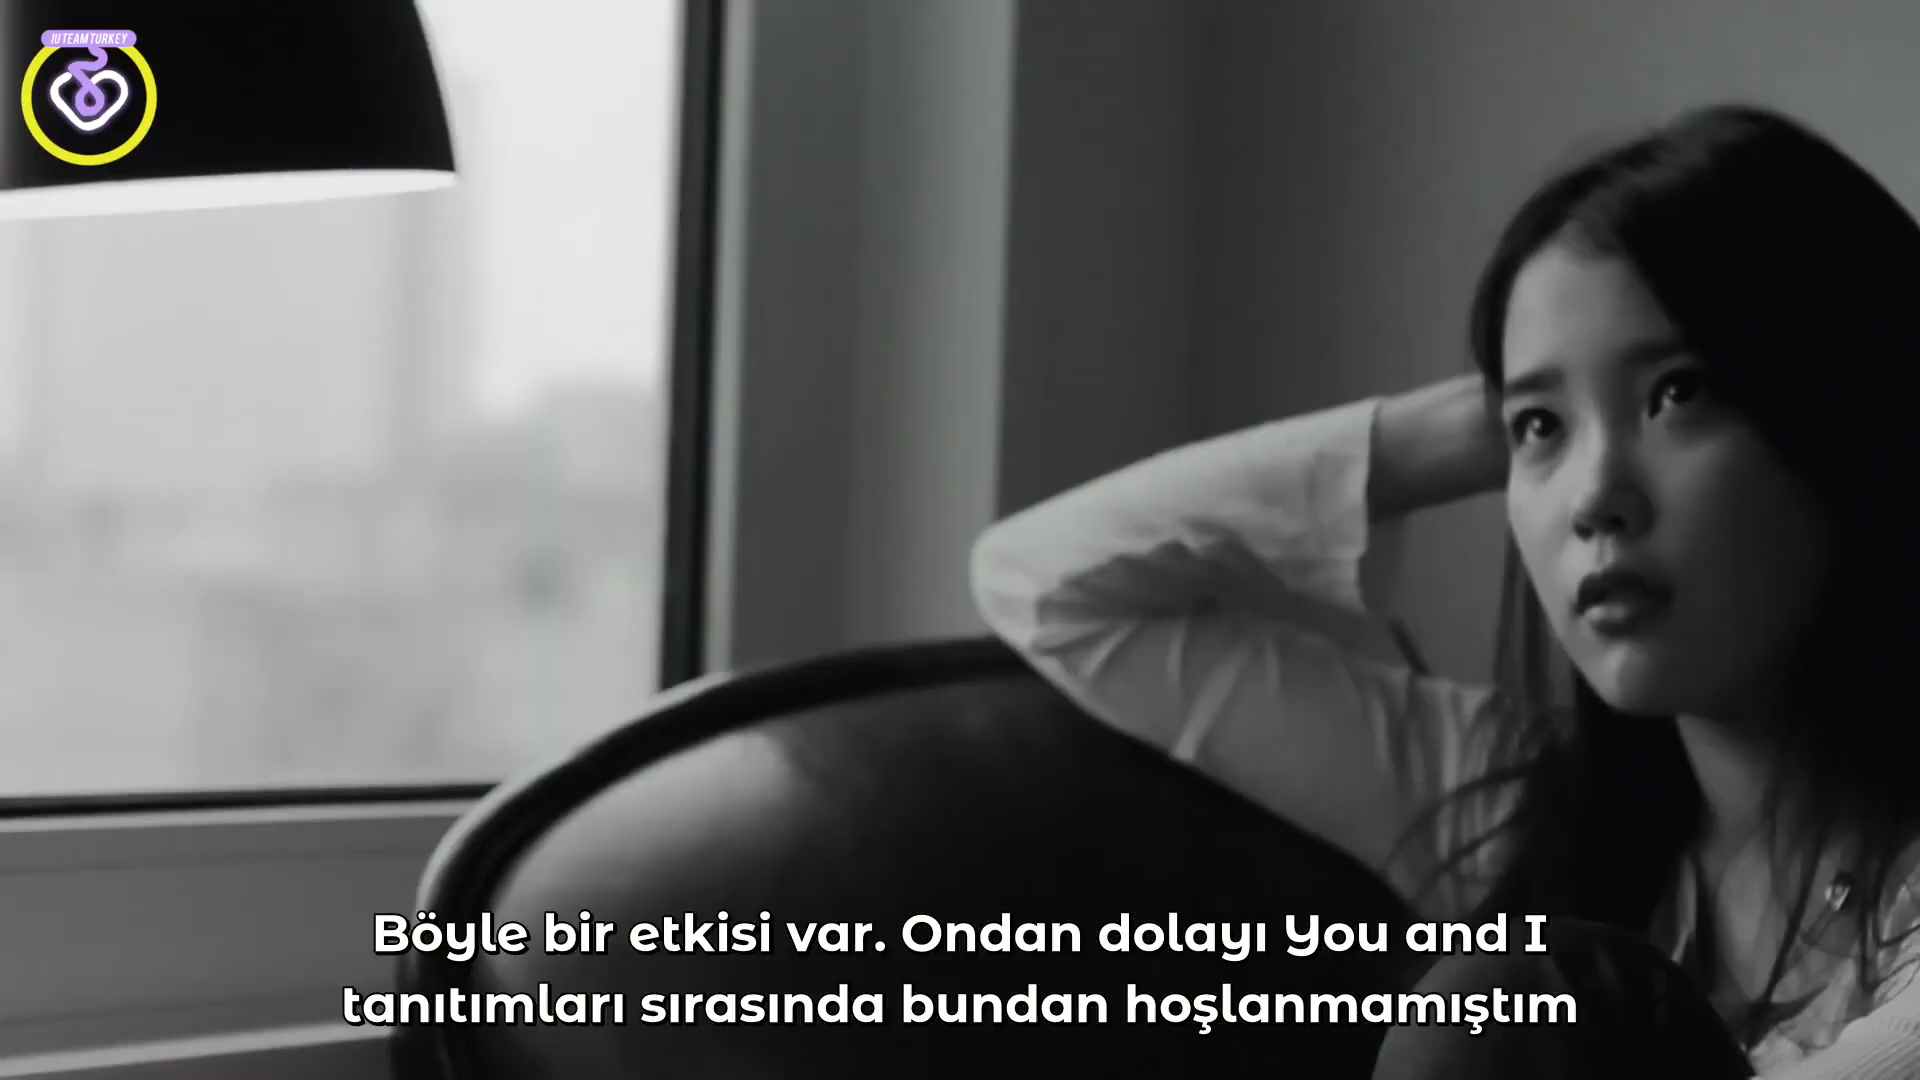 IU TEAM TURKEY
Böyle bir etkisi var. Ondan dolayı You and I
tanıtımları sırasında bundan hoşlanmamıştım